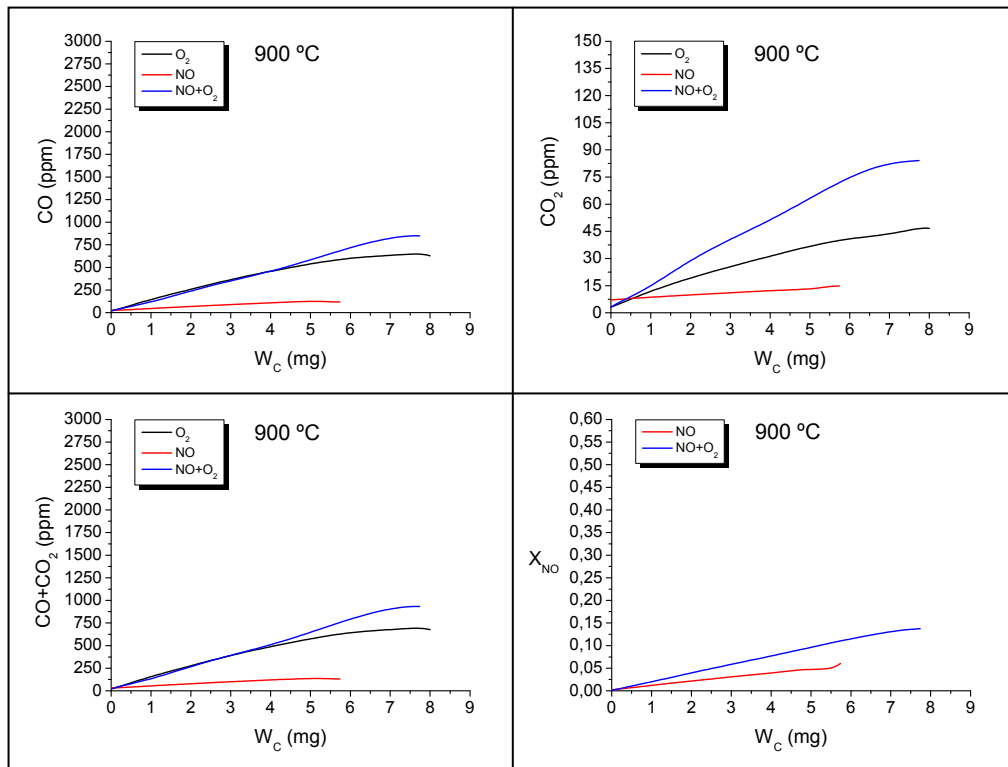 900 ºC
O₂
NO
NO+O₂
CO (ppm)
3000
2750
2500
2250
2000
1750
1500
1250
1000
750
500
250
0
0 1 2 3 4 5 6 7 8 9
W_C (mg)
900 ºC
O₂
NO
NO+O₂
CO₂ (ppm)
150
135
120
105
90
75
60
45
30
15
0
0 1 2 3 4 5 6 7 8 9
W_C (mg)
900 ºC
O₂
NO
NO+O₂
CO+CO₂ (ppm)
3000
2750
2500
2250
2000
1750
1500
1250
1000
750
500
250
0
0 1 2 3 4 5 6 7 8 9
W_C (mg)
900 ºC
NO
NO+O₂
X_NO
0,60
0,55
0,50
0,45
0,40
0,35
0,30
0,25
0,20
0,15
0,10
0,05
0,00
0 1 2 3 4 5 6 7 8 9
W_C (mg)